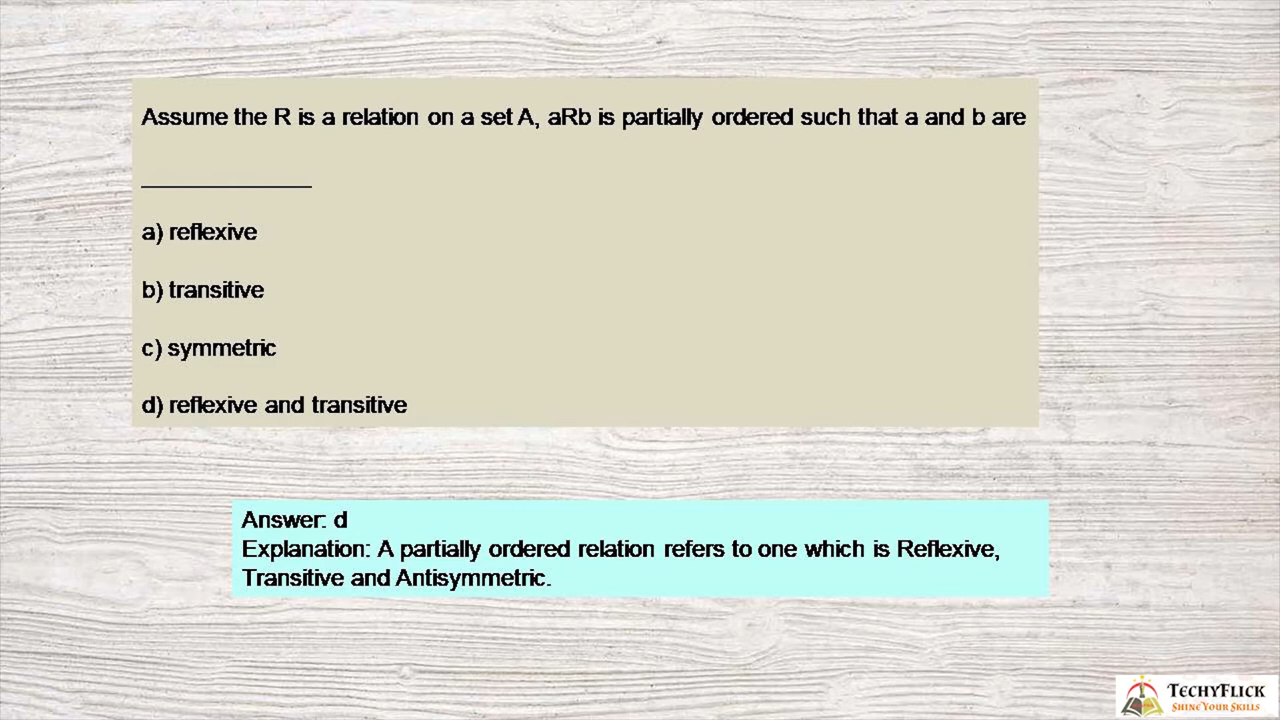 Assume the R is a relation on a set A, aRb is partially ordered such that a and b are
_____________
a) reflexive
b) transitive
c) symmetric
d) reflexive and transitive
Answer: d
Explanation: A partially ordered relation refers to one which is Reflexive,
Transitive and Antisymmetric.
TECHYFLICK
SHINE YOUR SKILLS